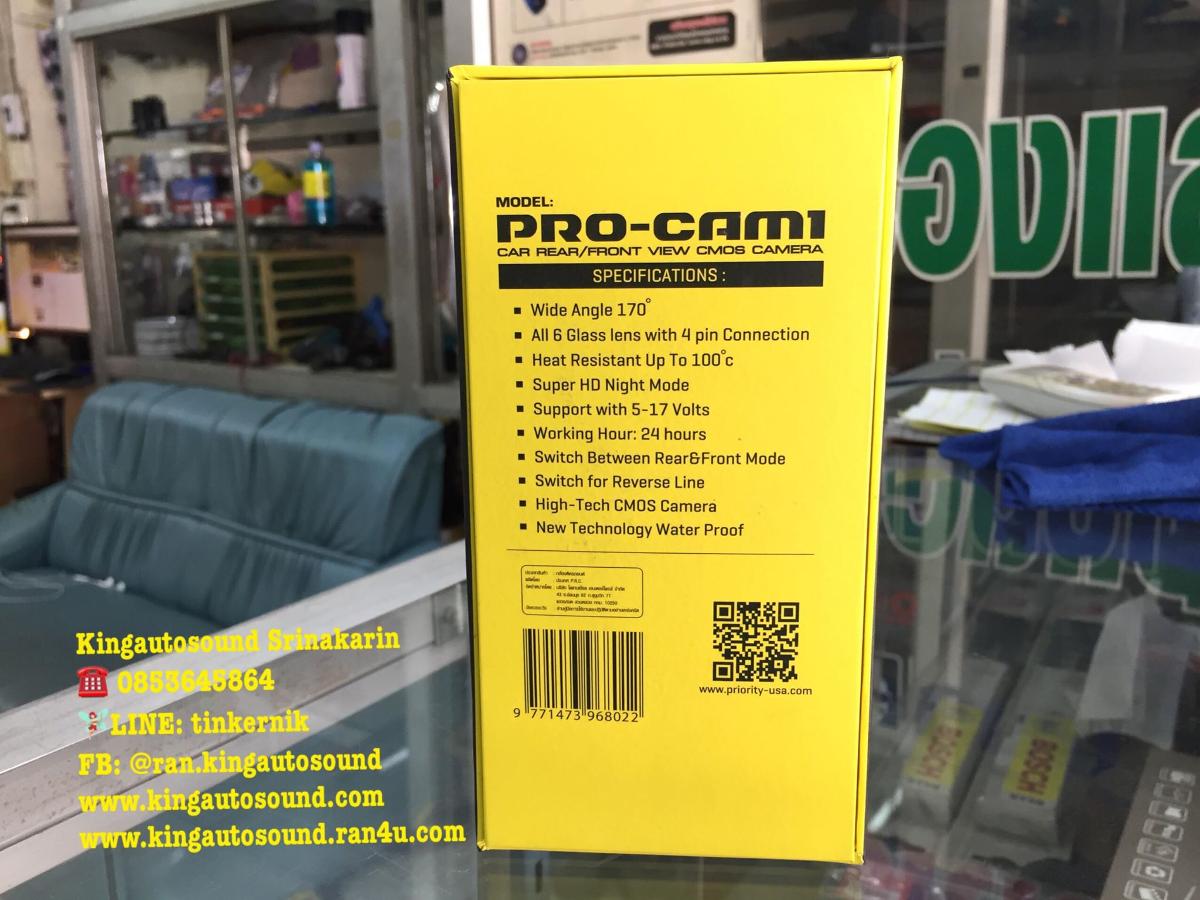 MODEL:
PRO-CAM1
CAR REAR/FRONT VIEW CMOS CAMERA
SPECIFICATIONS :
Wide Angle 170°
All 6 Glass lens with 4 pin Connection
Heat Resistant Up To 100°c
Super HD Night Mode
Support with 5-17 Volts
Working Hour: 24 hours
Switch Between Rear&Front Mode
Switch for Reverse Line
High-Tech CMOS Camera
New Technology Water Proof
www.priority-usa.com
9 771473 968022
Kingautosound Srinakarin
☎️ 0853645864
LINE: tinkernik
FB: @ran.kingautosound
www.kingautosound.com
www.kingautosound.ran4u.com
BOSCH
BOSCH